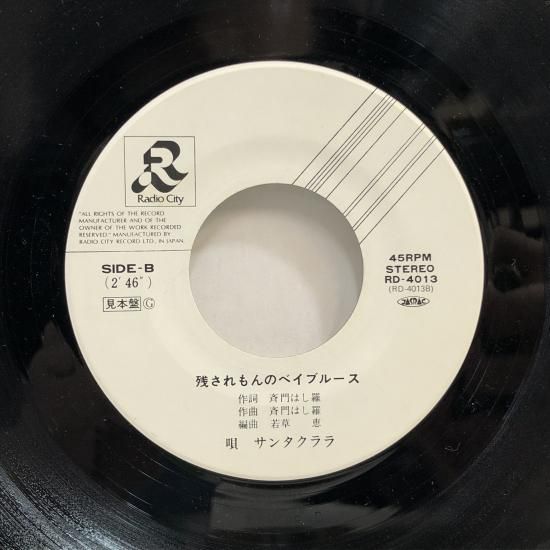 R
Radio City
"ALL RIGHTS OF THE RECORD
MANUFACTURER AND OF THE
OWNER OF THE WORK RECORDED
RESERVED." MANUFACTURED BY
RADIO CITY RECORD LTD., IN JAPAN.
SIDE-B
(2′46″)
見本盤 Ⓖ
45RPM
STEREO
RD-4013
(RD-4013B)
JASRAC
残されもんのベイブルース
作詞 斉門はし羅
作曲 斉門はし羅
編曲 若草 恵
唄 サンタクララ